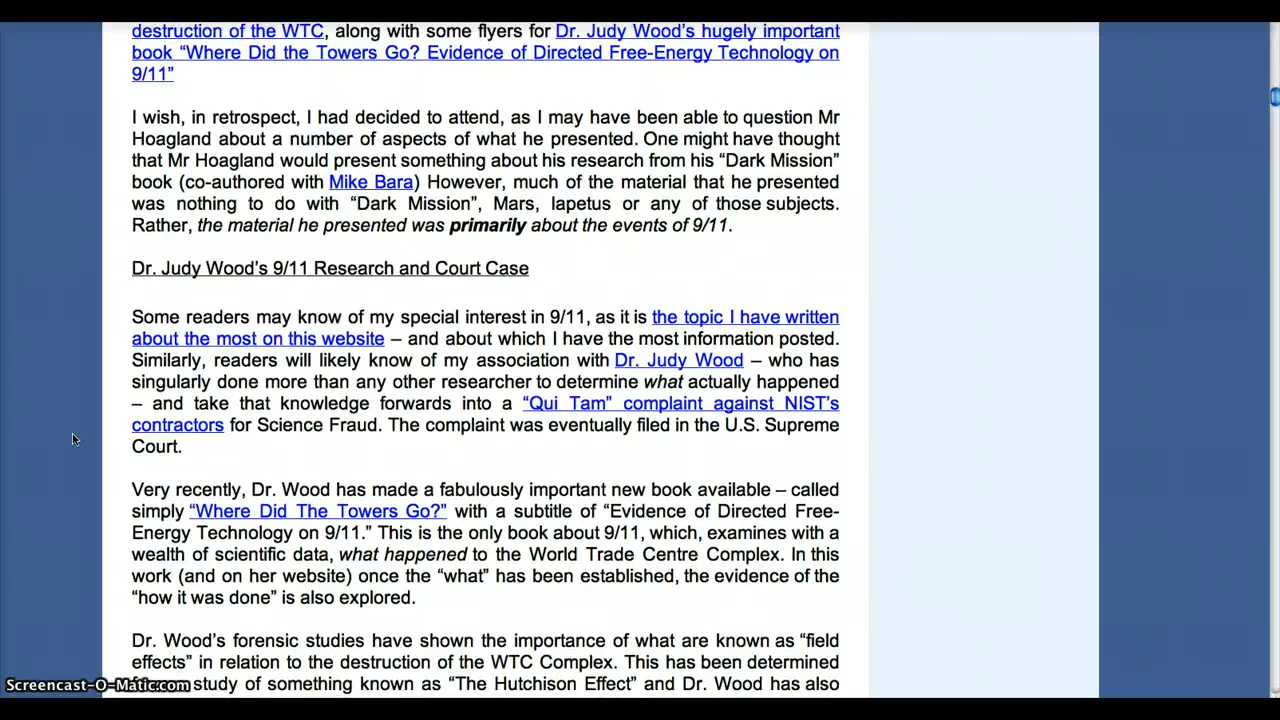 destruction of the WTC, along with some flyers for Dr. Judy Wood’s hugely important
book “Where Did the Towers Go? Evidence of Directed Free-Energy Technology on
9/11”
I wish, in retrospect, I had decided to attend, as I may have been able to question Mr
Hoagland about a number of aspects of what he presented. One might have thought
that Mr Hoagland would present something about his research from his “Dark Mission”
book (co-authored with Mike Bara) However, much of the material that he presented
was nothing to do with “Dark Mission”, Mars, Iapetus or any of those subjects.
Rather, the material he presented was primarily about the events of 9/11.
Dr. Judy Wood’s 9/11 Research and Court Case
Some readers may know of my special interest in 9/11, as it is the topic I have written
about the most on this website – and about which I have the most information posted.
Similarly, readers will likely know of my association with Dr. Judy Wood – who has
singularly done more than any other researcher to determine what actually happened
– and take that knowledge forwards into a “Qui Tam” complaint against NIST’s
contractors for Science Fraud. The complaint was eventually filed in the U.S. Supreme
Court.
Very recently, Dr. Wood has made a fabulously important new book available – called
simply “Where Did The Towers Go?” with a subtitle of “Evidence of Directed Free-
Energy Technology on 9/11.” This is the only book about 9/11, which, examines with a
wealth of scientific data, what happened to the World Trade Centre Complex. In this
work (and on her website) once the “what” has been established, the evidence of the
“how it was done” is also explored.
Dr. Wood’s forensic studies have shown the importance of what are known as “field
effects” in relation to the destruction of the WTC Complex. This has been determined
study of something known as “The Hutchison Effect” and Dr. Wood has also
Screencast-O-Matic.com